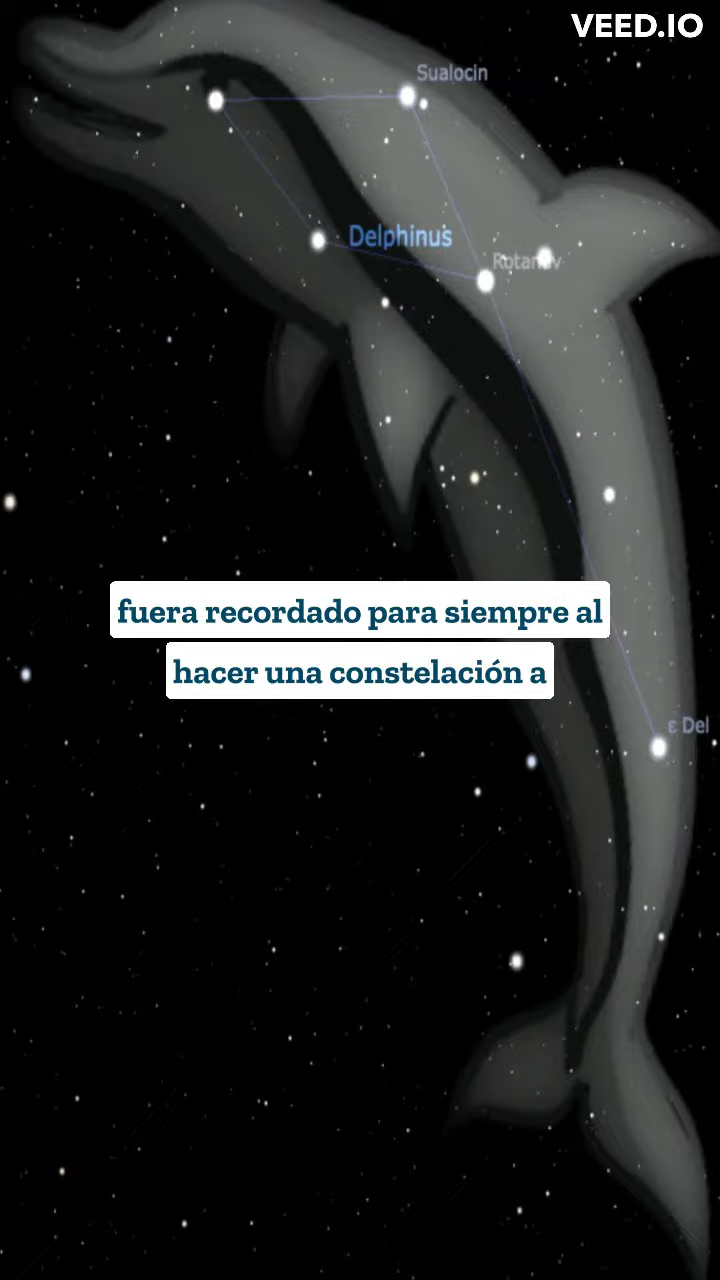 VEED.IO
Sualocin
Delphinus
Rotanev
fuera recordado para siempre al
hacer una constelación a
ε Del